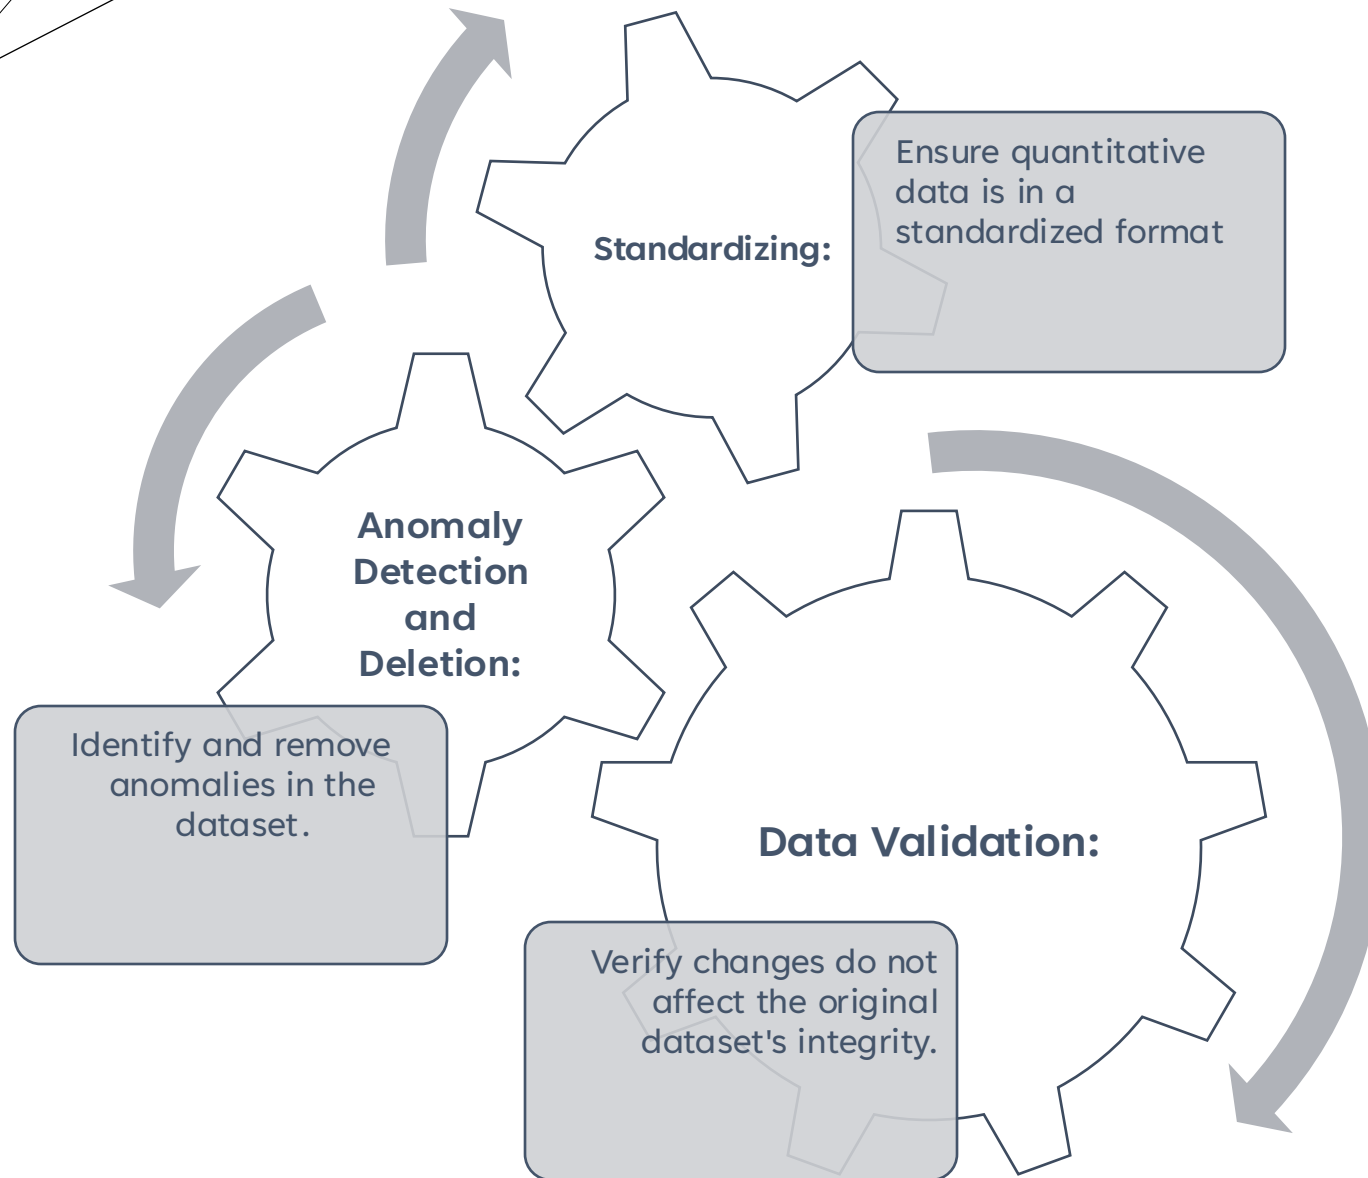 Standardizing:
Ensure quantitative
data is in a
standardized format
Anomaly
Detection
and
Deletion:
Identify and remove
anomalies in the
dataset.
Data Validation:
Verify changes do not
affect the original
dataset's integrity.